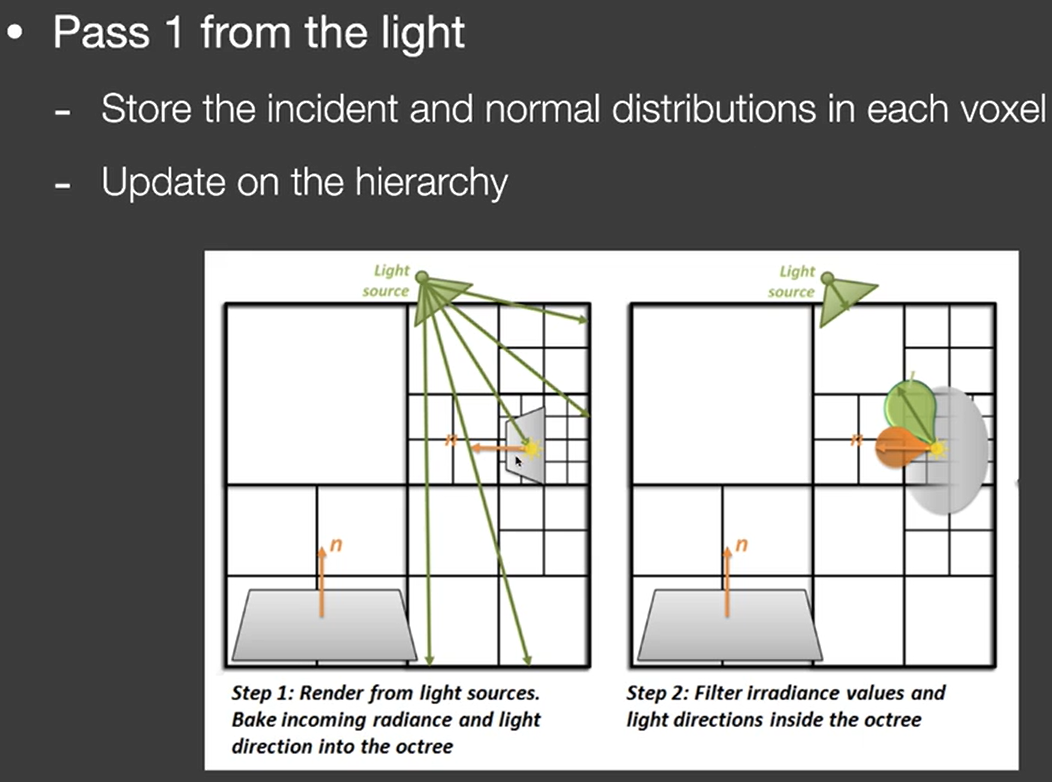 • Pass 1 from the light
- Store the incident and normal distributions in each voxel
- Update on the hierarchy
Light
source
n
n
Step 1: Render from light sources.
Bake incoming radiance and light
direction into the octree
Light
source
l
n
n
Step 2: Filter irradiance values and
light directions inside the octree